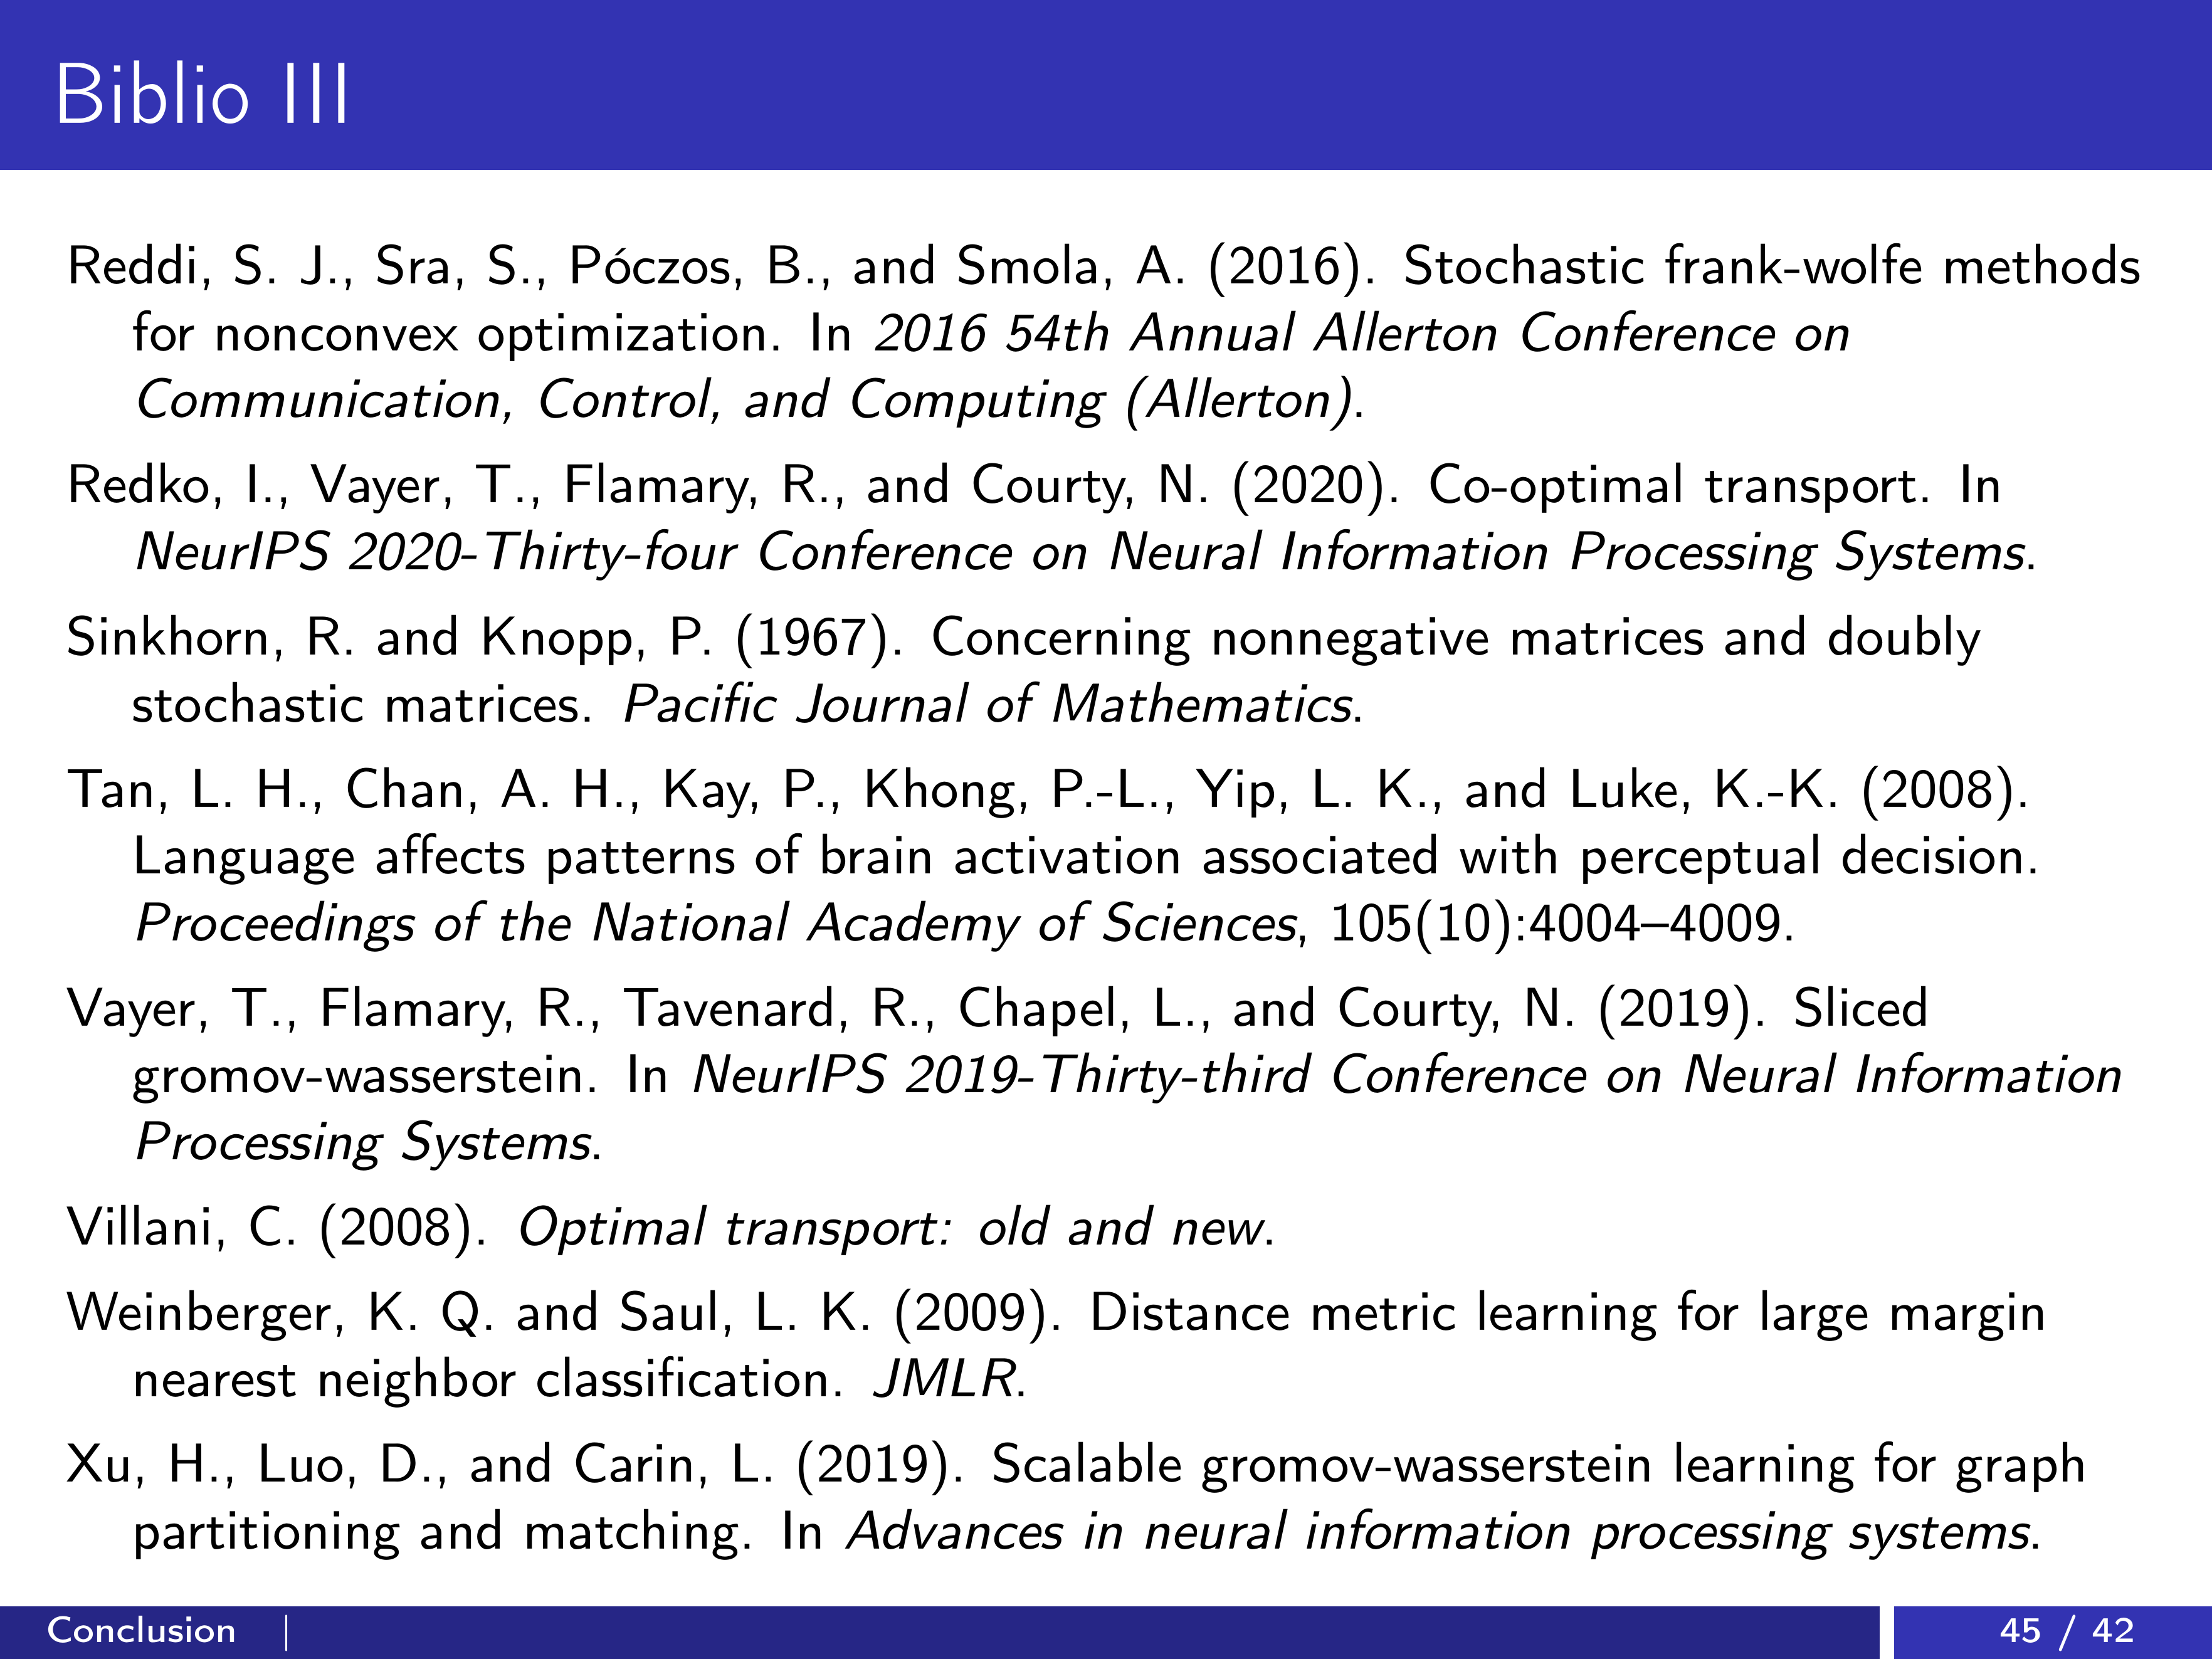 Biblio III
Reddi, S. J., Sra, S., Póczos, B., and Smola, A. (2016). Stochastic frank-wolfe methods
for nonconvex optimization. In 2016 54th Annual Allerton Conference on
Communication, Control, and Computing (Allerton).
Redko, I., Vayer, T., Flamary, R., and Courty, N. (2020). Co-optimal transport. In
NeurIPS 2020-Thirty-four Conference on Neural Information Processing Systems.
Sinkhorn, R. and Knopp, P. (1967). Concerning nonnegative matrices and doubly
stochastic matrices. Pacific Journal of Mathematics.
Tan, L. H., Chan, A. H., Kay, P., Khong, P.-L., Yip, L. K., and Luke, K.-K. (2008).
Language affects patterns of brain activation associated with perceptual decision.
Proceedings of the National Academy of Sciences, 105(10):4004–4009.
Vayer, T., Flamary, R., Tavenard, R., Chapel, L., and Courty, N. (2019). Sliced
gromov-wasserstein. In NeurIPS 2019-Thirty-third Conference on Neural Information
Processing Systems.
Villani, C. (2008). Optimal transport: old and new.
Weinberger, K. Q. and Saul, L. K. (2009). Distance metric learning for large margin
nearest neighbor classification. JMLR.
Xu, H., Luo, D., and Carin, L. (2019). Scalable gromov-wasserstein learning for graph
partitioning and matching. In Advances in neural information processing systems.
Conclusion |
45 / 42